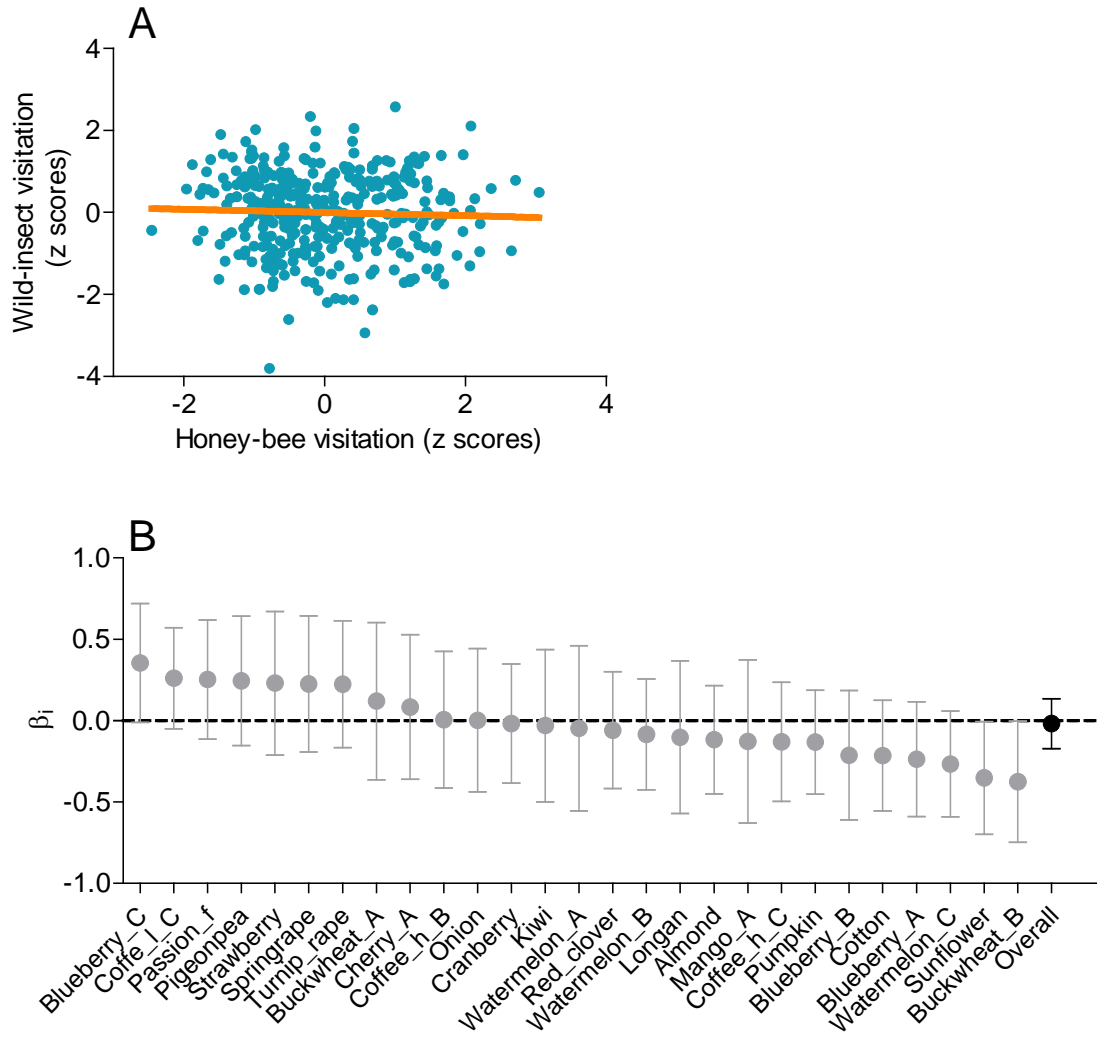 A
4
2
0
-2
-4
Wild-insect visitation
(z scores)
-2 0 2 4
Honey-bee visitation (z scores)
B
1.0
0.5
0.0
-0.5
-1.0
βi
Blueberry_C
Coffe_l_C
Passion_f
Pigeonpea
Strawberry
Springrape
Turnip_rape
Buckwheat_A
Cherry_A
Coffee_h_B
Onion
Cranberry
Kiwi
Watermelon_A
Red_clover
Watermelon_B
Longan
Almond
Mango_A
Coffee_h_C
Pumpkin
Blueberry_B
Cotton
Blueberry_A
Watermelon_C
Sunflower
Buckwheat_B
Overall